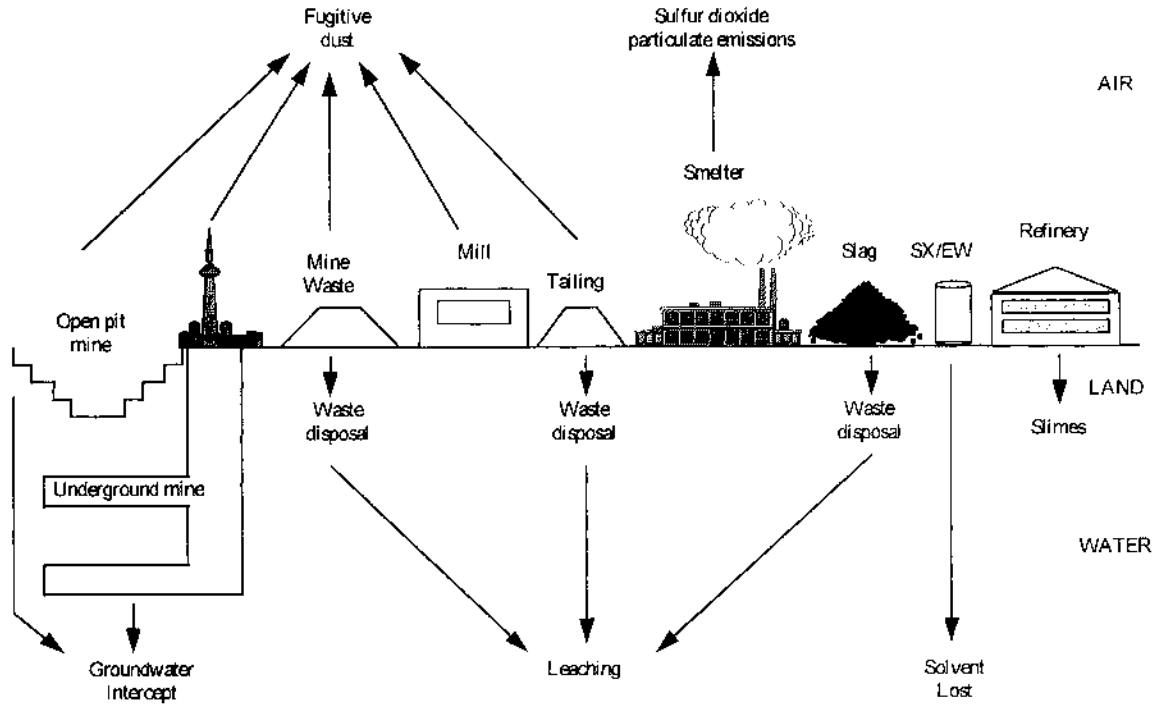 Fugitive
dust
Sulfur dioxide
particulate emissions
AIR
Smelter
Mine
Waste
Mill
Tailing
Slag
SX/EW
Refinery
Open pit
mine
LAND
Waste
disposal
Waste
disposal
Waste
disposal
Slimes
Underground mine
WATER
Groundwater
Intercept
Leaching
Solvent
Lost